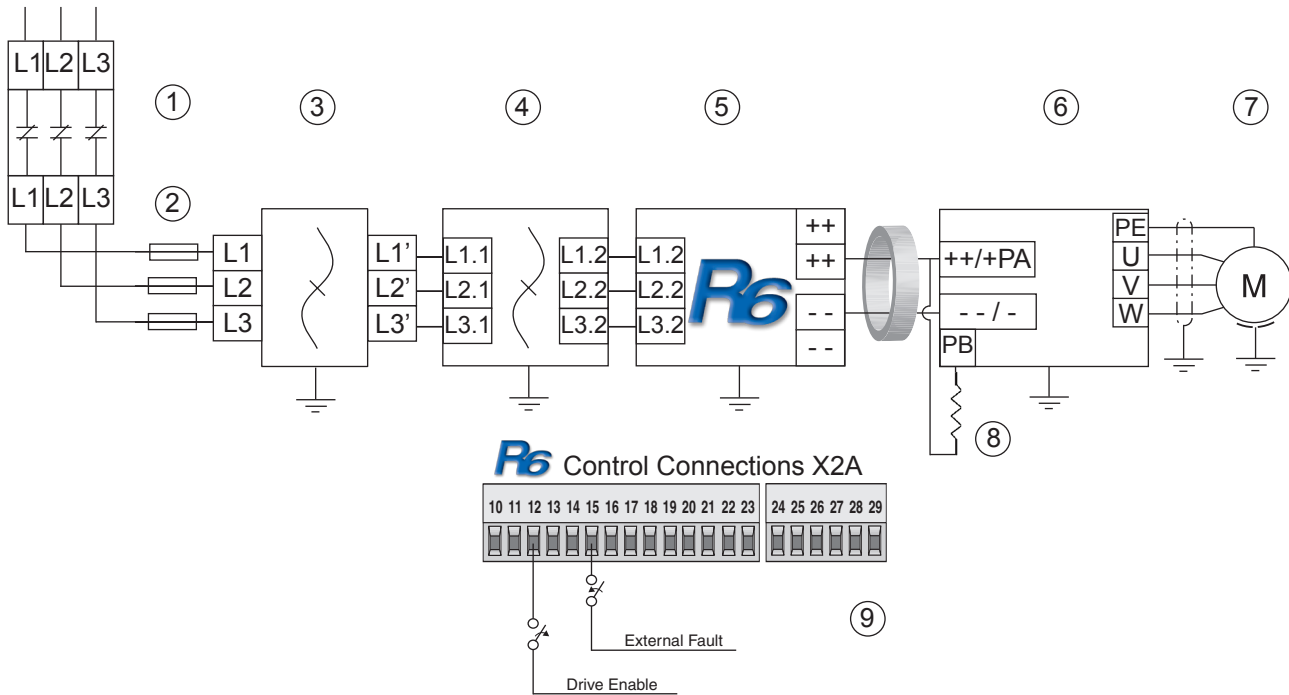 L1 L2 L3
1
3
4
5
6
7
L1 L2 L3
2
L1
L2
L3
L1'
L2'
L3'
L1.1
L2.1
L3.1
L1.2
L2.2
L3.2
L1.2
L2.2
L3.2
R6
++
++
--
--
++/+PA
--/-
PB
PE
U
V
W
M
8
R6 Control Connections X2A
10 11 12 13 14 15 16 17 18 19 20 21 22 23 24 25 26 27 28 29
9
External Fault
Drive Enable